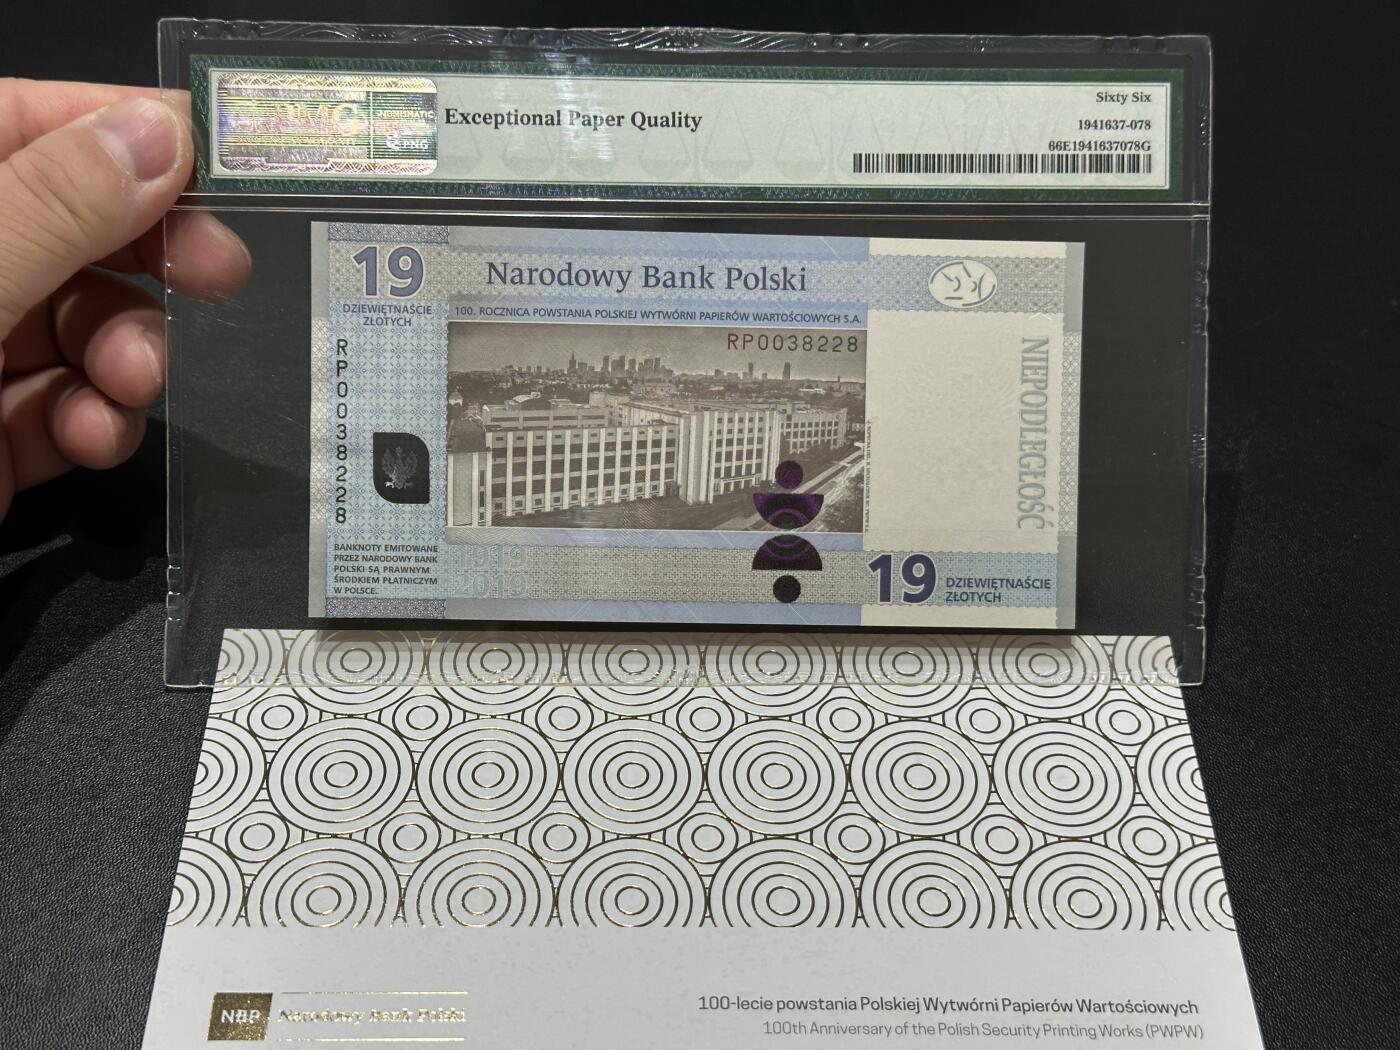 PMG
NUMISMATIC
PNG
Exceptional Paper Quality
Sixty Six
1941637-078
66E1941637078G
19
DZIEWIĘTNAŚCIE
ZŁOTYCH
Narodowy Bank Polski
100. ROCZNICA POWSTANIA POLSKIEJ WYTWÓRNI PAPIERÓW WARTOŚCIOWYCH S.A.
RP0038228
RP0038228
NIEPODLEGŁOŚĆ
BANKNOTY EMITOWANE
PRZEZ NARODOWY BANK
POLSKI SĄ PRAWNYM
ŚRODKIEM PŁATNICZYM
W POLSCE.
1919
2019
19
DZIEWIĘTNAŚCIE
ZŁOTYCH
NBP
Narodowy Bank Polski
100-lecie powstania Polskiej Wytwórni Papierów Wartościowych
100th Anniversary of the Polish Security Printing Works (PWPW)